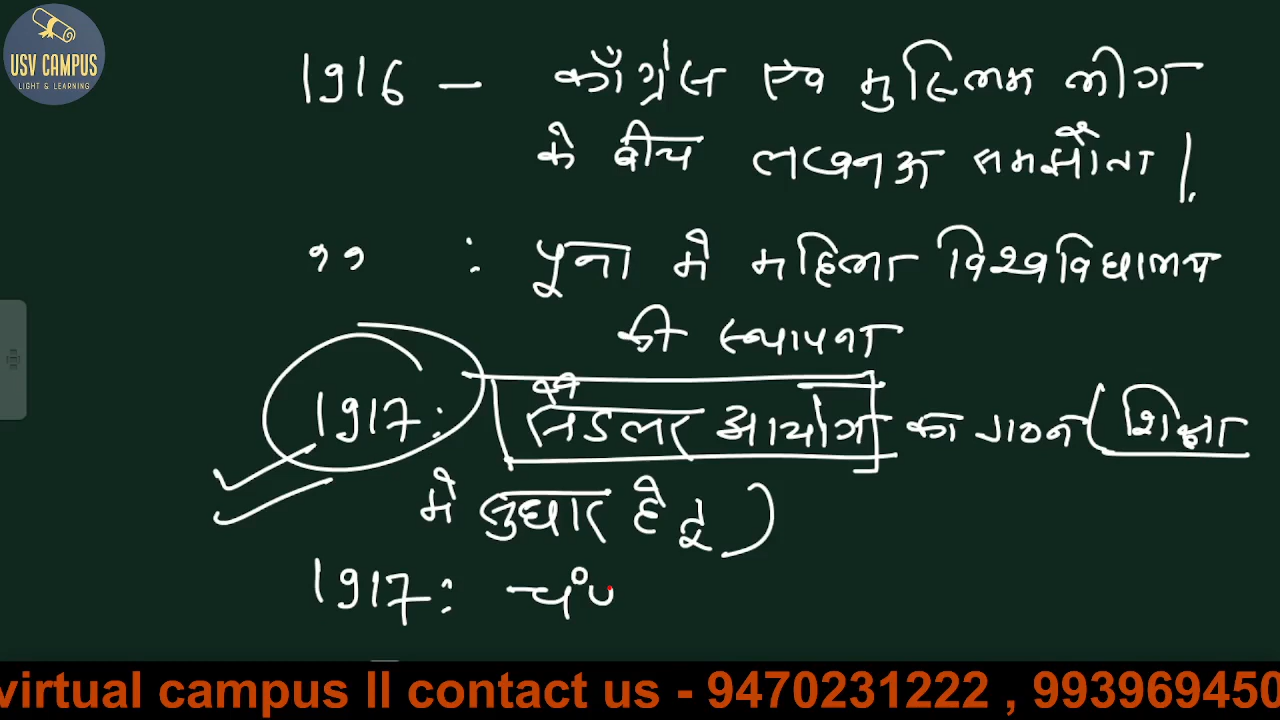 USV CAMPUS
LIGHT & LEARNING
1916 – काँग्रेस एव मुस्लिम लीग
के बीच लखनऊ समझौता |
,, : पूना मे महिला विश्वविद्यालय
की स्थापना
1917: सैडलर आयोग का गठन (शिक्षा
मे सुधार हेतू)
1917: चंप
virtual campus II contact us - 9470231222 , 993969450